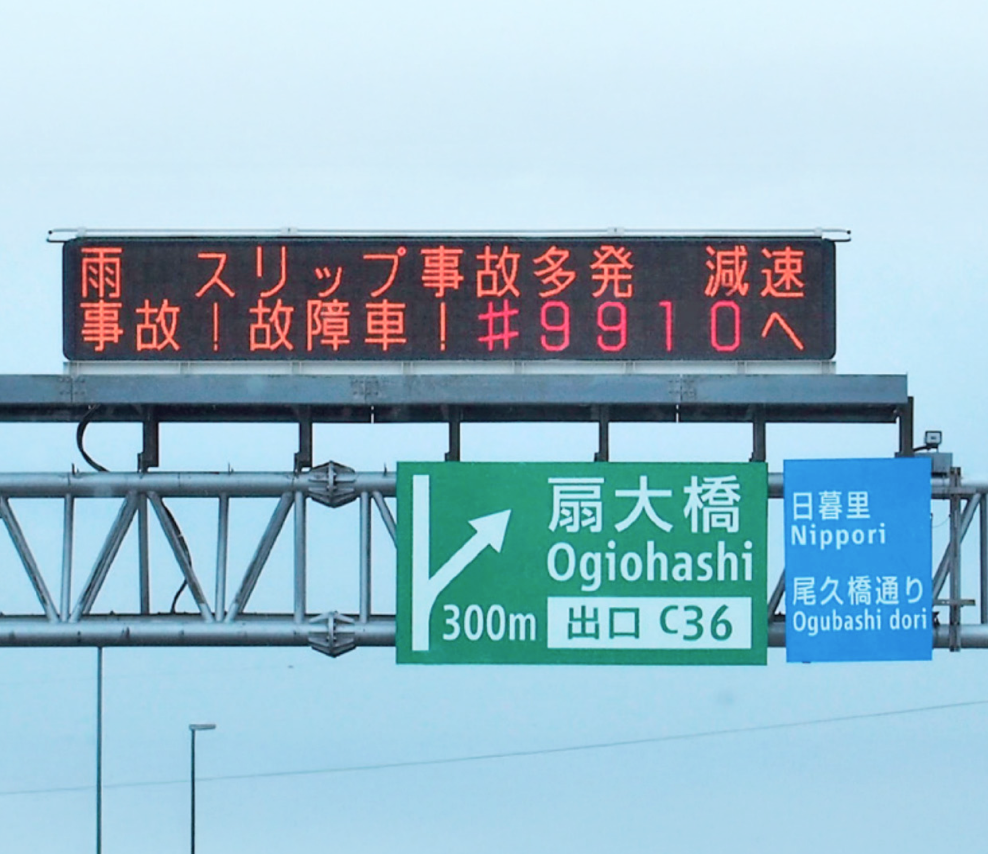 雨　スリップ事故多発　減速
事故！故障車！#9910へ
扇大橋
Ogiohashi
300m 出口 C36
日暮里
Nippori
尾久橋通り
Ogubashi dori